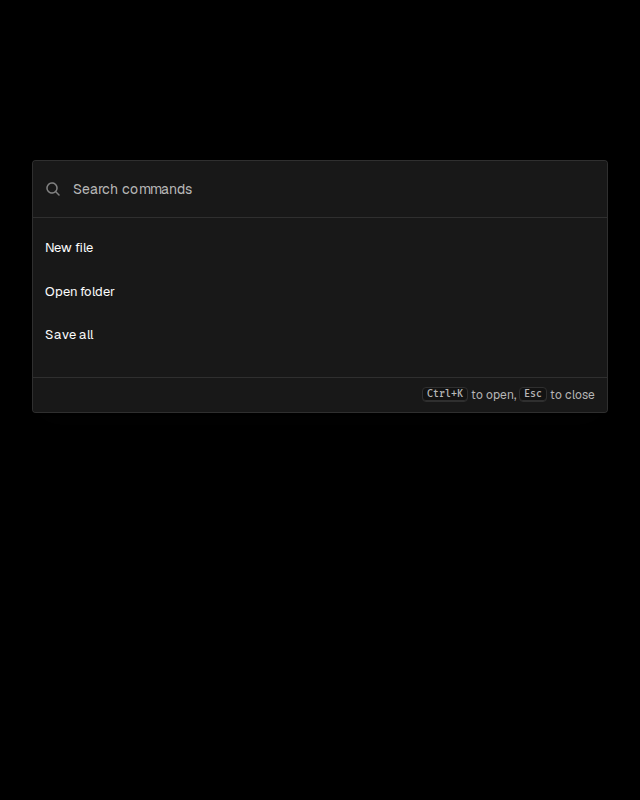 Search commands
New file
Open folder
Save all
Ctrl+K to open, Esc to close